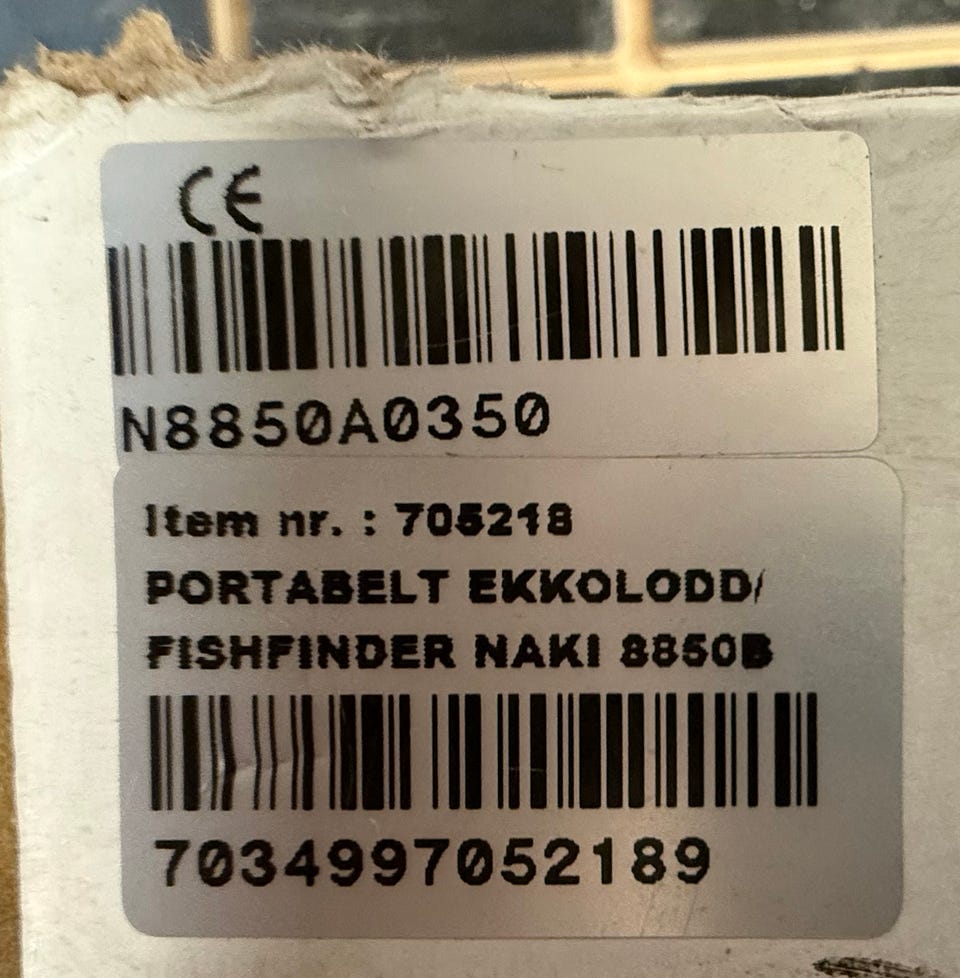 CE
N8850A0350
Item nr. : 705218
PORTABELT EKKOLODD/
FISHFINDER NAKI 8850B
7034997052189